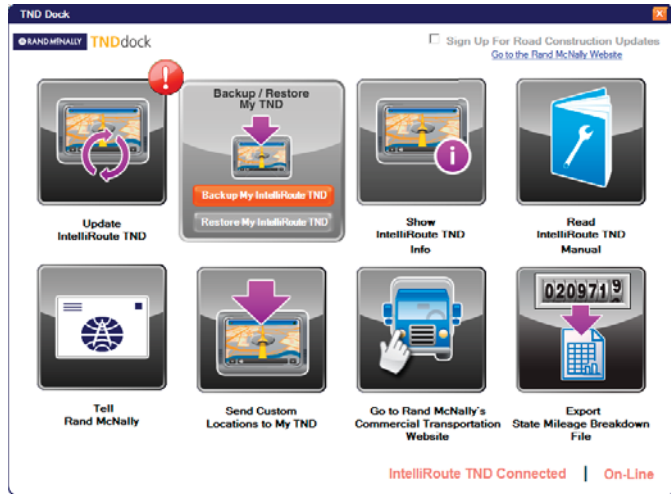 TND Dock
RAND MCNALLY TNDdock
Sign Up For Road Construction Updates
Go to the Rand McNally Website
!
Backup / Restore
My TND
Backup My IntelliRoute TND
Restore My IntelliRoute TND
i
Update
IntelliRoute TND
Show
IntelliRoute TND
Info
Read
IntelliRoute TND
Manual
0209719
Tell
Rand McNally
Send Custom
Locations to My TND
Go to Rand McNally's
Commercial Transportation
Website
Export
State Mileage Breakdown
File
IntelliRoute TND Connected | On-Line